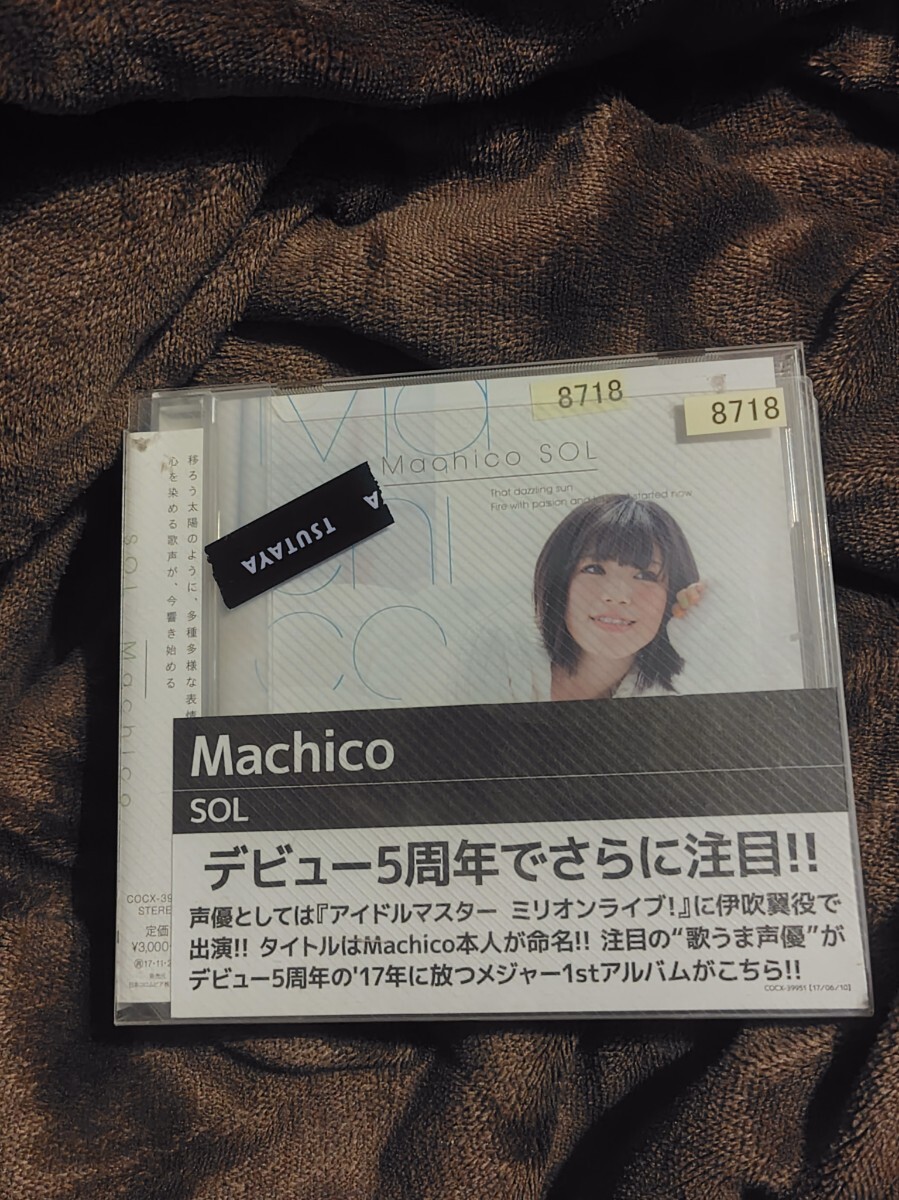 8718
8718
Ma
chi
co
Machico SOL
That dazzling sun
Fire with passion and
started now
TSUTAYA
A
移ろう太陽のように、多種多様な表情
心を染める歌声が、今響き始める
SOL Machico
COCX-39
STERE
定価
¥3,000
17・11・
Machico
SOL
デビュー5周年でさらに注目!!
声優としては『アイドルマスター ミリオンライブ!』に伊吹翼役で
出演!! タイトルはMachico本人が命名!! 注目の“歌うま声優”が
デビュー5周年の'17年に放つメジャー1stアルバムがこちら!!
COCX-39951 [17/06/10]